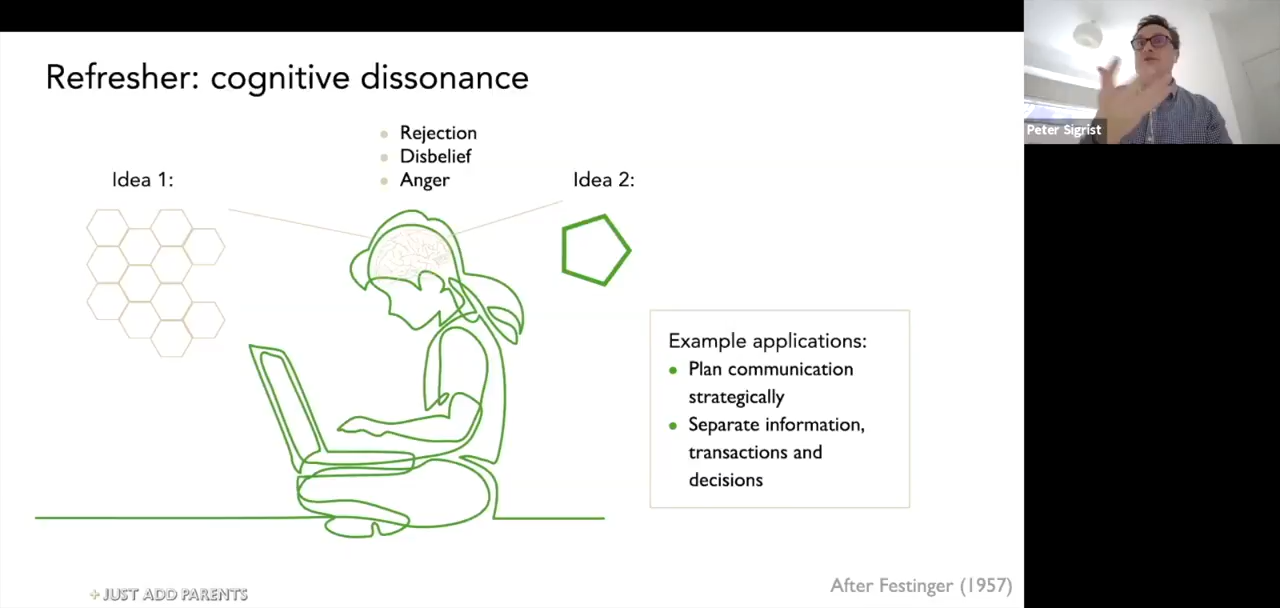 Refresher: cognitive dissonance
Rejection
Disbelief
Anger
Idea 1:
Idea 2:
Example applications:
Plan communication
strategically
Separate information,
transactions and
decisions
+ JUST ADD PARENTS
After Festinger (1957)
Peter Sigrist